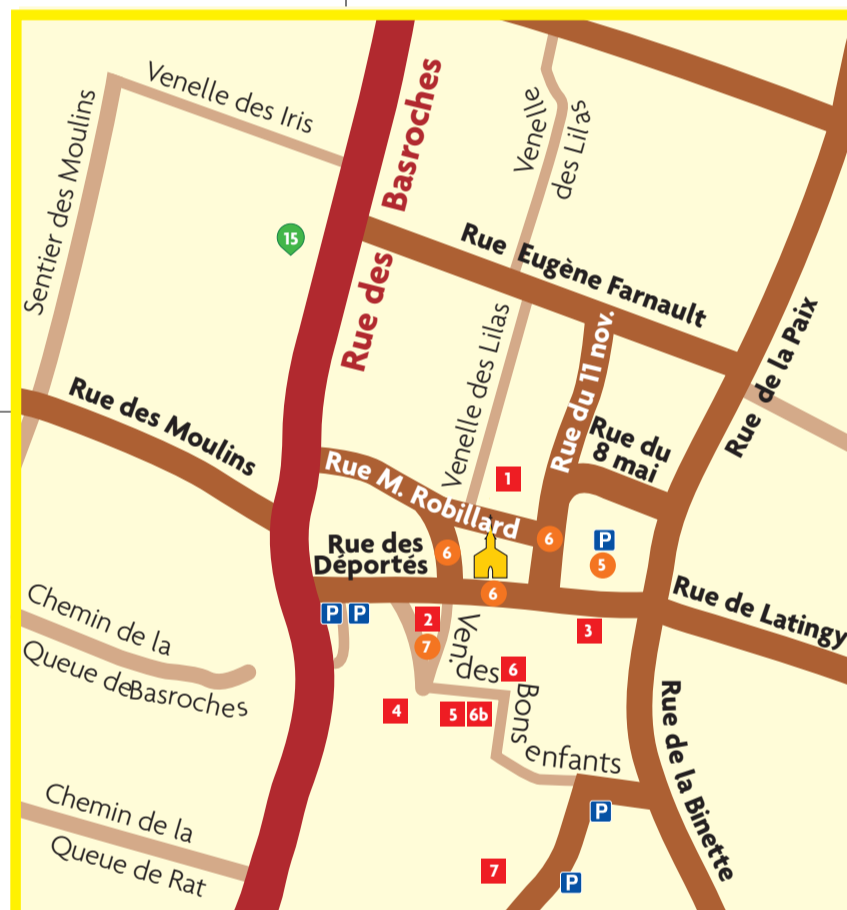 Venelle des Iris
Sentier des Moulins
Rue des Basroches
Venelle
des Lilas
15
Rue Eugène Farnault
Rue de la Paix
Venelle des Lilas
Rue du 11 nov.
Rue des Moulins
Rue du
8 mai
1
Rue M. Robillard
Rue des
Déportés
6
6
P
5
6
P P
2
7
3
Rue de Latingy
Chemin de la
Queue de Basroches
Ven. des Bons enfants
6
4
5
6b
Rue de la Binette
P
Chemin de la
Queue de Rat
7
P